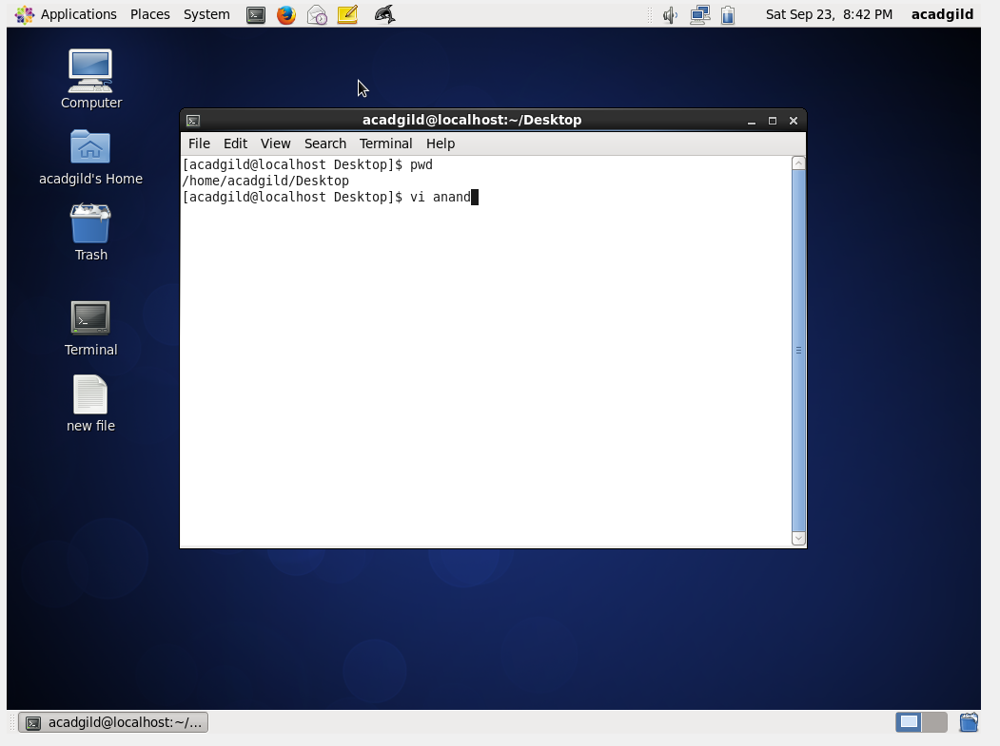 Applications Places System Sat Sep 23, 8:42 PM acadgild
Computer
acadgild's Home
Trash
Terminal
new file
acadgild@localhost:~/Desktop
File Edit View Search Terminal Help
[acadgild@localhost Desktop]$ pwd
/home/acadgild/Desktop
[acadgild@localhost Desktop]$ vi anand
acadgild@localhost:~/...